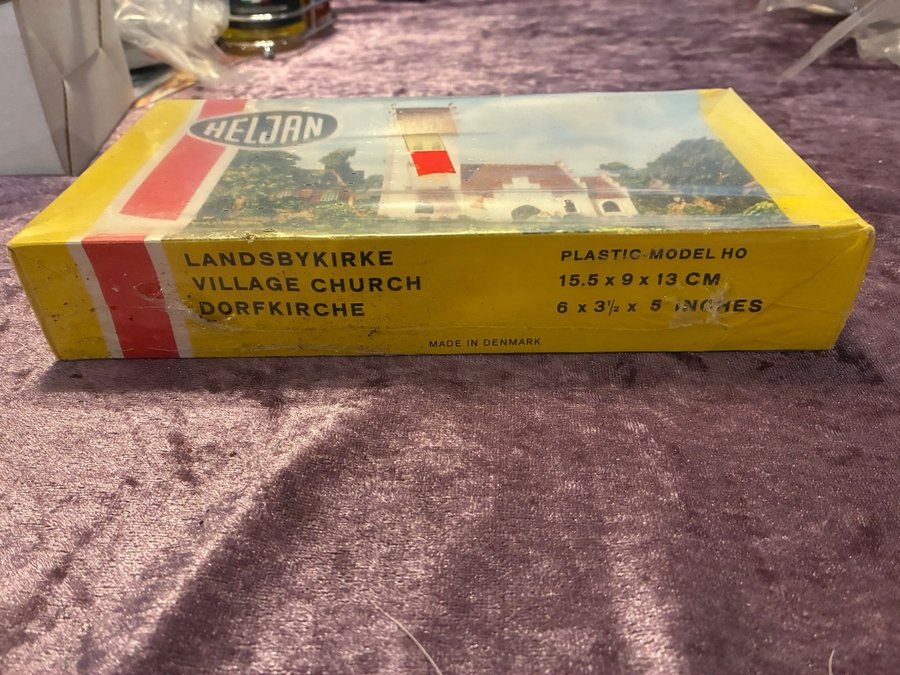 HELJAN
LANDSBYKIRKE
VILLAGE CHURCH
DORFKIRCHE
PLASTIC-MODEL HO
15.5 x 9 x 13 CM
6 x 3½ x 5 INCHES
MADE IN DENMARK